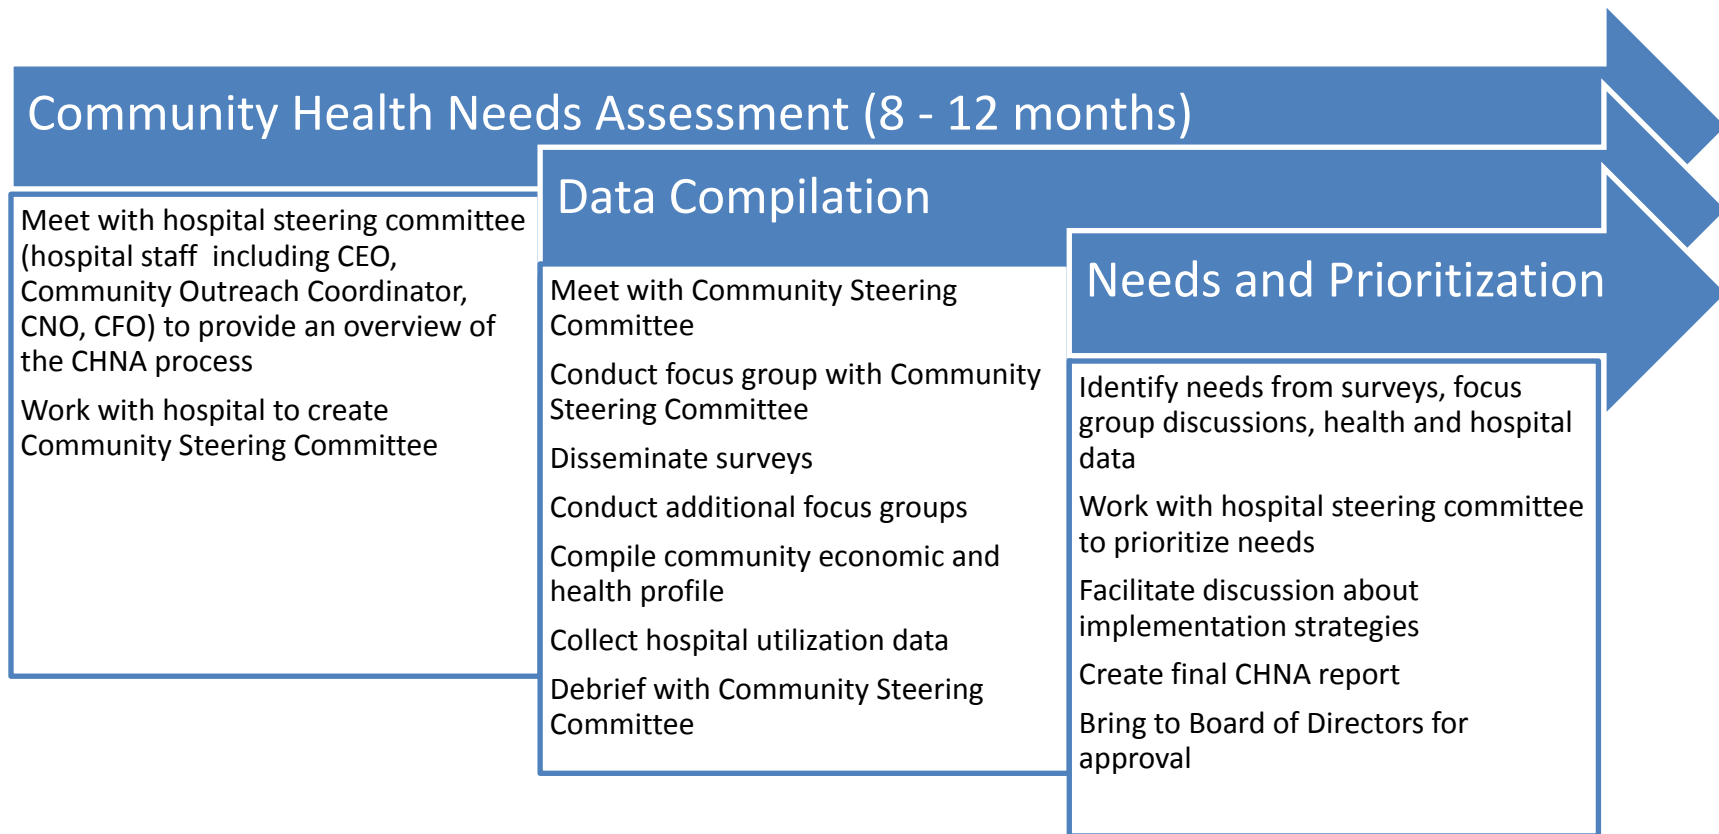 Community Health Needs Assessment (8 - 12 months)
Meet with hospital steering committee
(hospital staff  including CEO,
Community Outreach Coordinator,
CNO, CFO) to provide an overview of
the CHNA process
Work with hospital to create
Community Steering Committee
Data Compilation
Meet with Community Steering
Committee
Conduct focus group with Community
Steering Committee
Disseminate surveys
Conduct additional focus groups
Compile community economic and
health profile
Collect hospital utilization data
Debrief with Community Steering
Committee
Needs and Prioritization
Identify needs from surveys, focus
group discussions, health and hospital
data
Work with hospital steering committee
to prioritize needs
Facilitate discussion about
implementation strategies
Create final CHNA report
Bring to Board of Directors for
approval